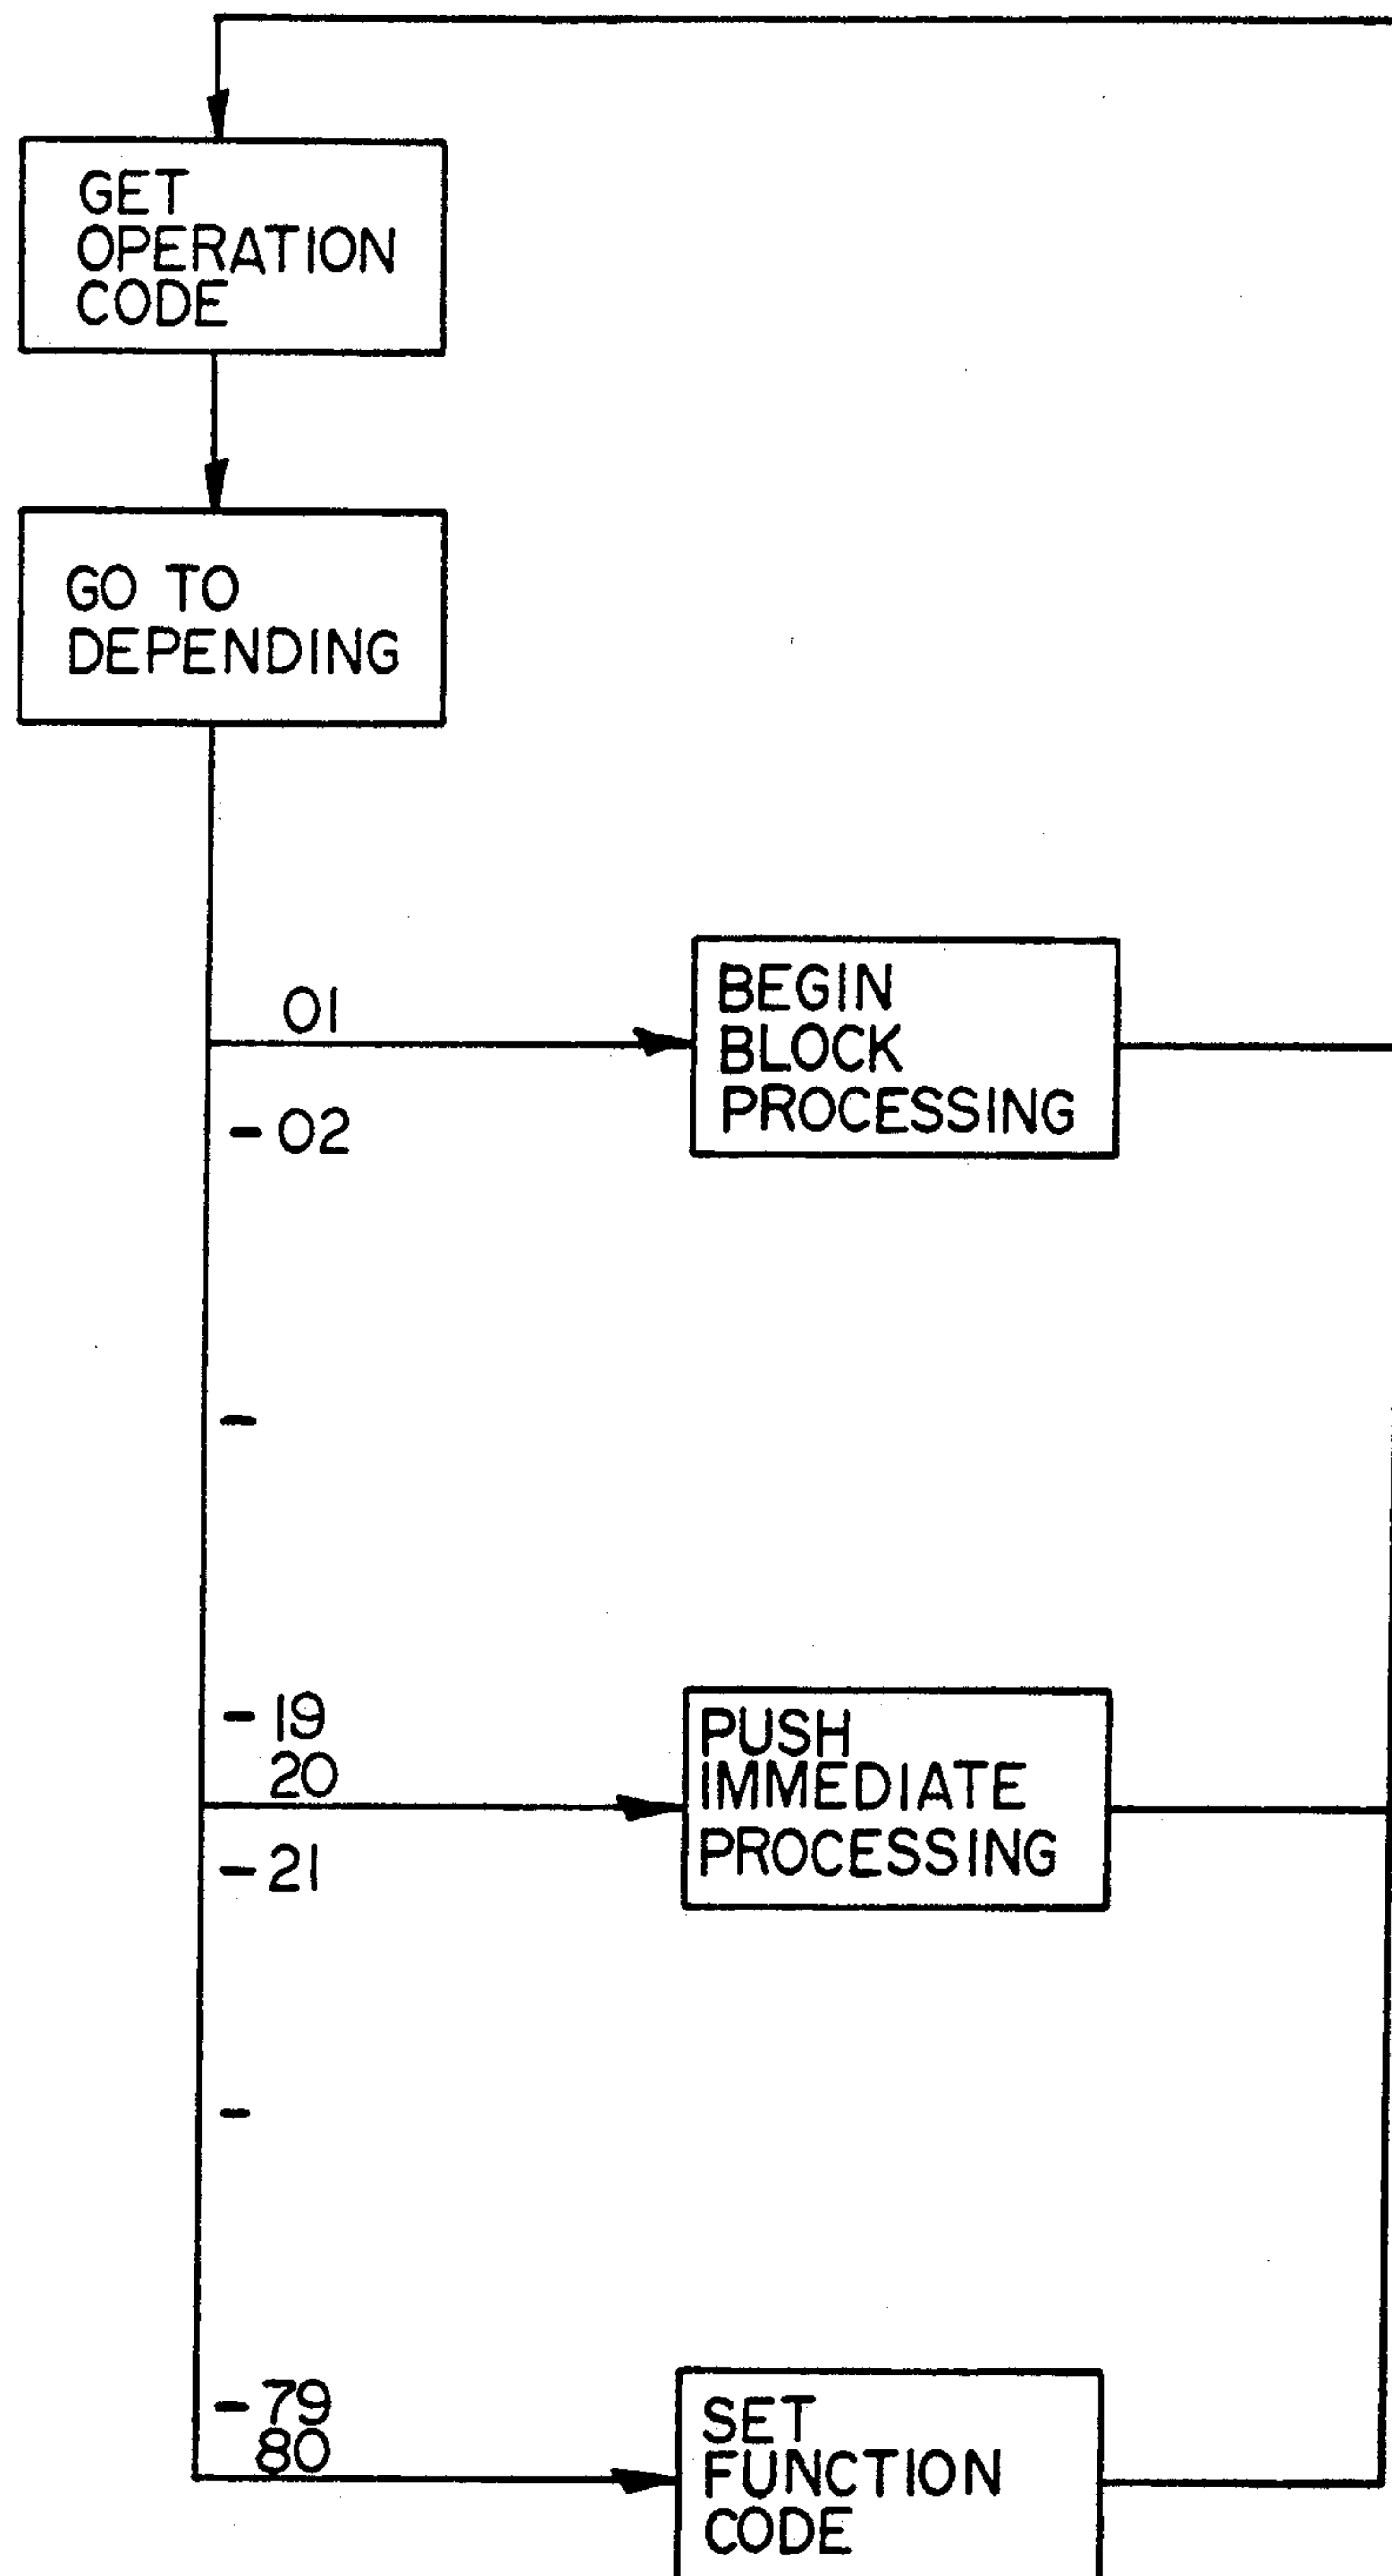 GET
OPERATION
CODE
GO TO
DEPENDING
01
BEGIN
BLOCK
PROCESSING
- 02
-
- 19
20
PUSH
IMMEDIATE
PROCESSING
- 21
-
- 79
80
SET
FUNCTION
CODE